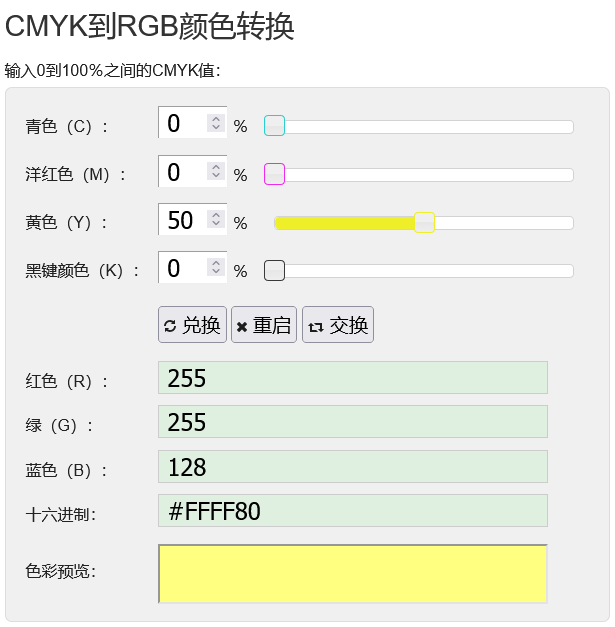 CMYK到RGB颜色转换
输入0到100%之间的CMYK值：
青色（C）： 0 %
洋红色（M）： 0 %
黄色（Y）： 50 %
黑键颜色（K）： 0 %
兑换 重启 交换
红色（R）： 255
绿（G）： 255
蓝色（B）： 128
十六进制： #FFFF80
色彩预览：